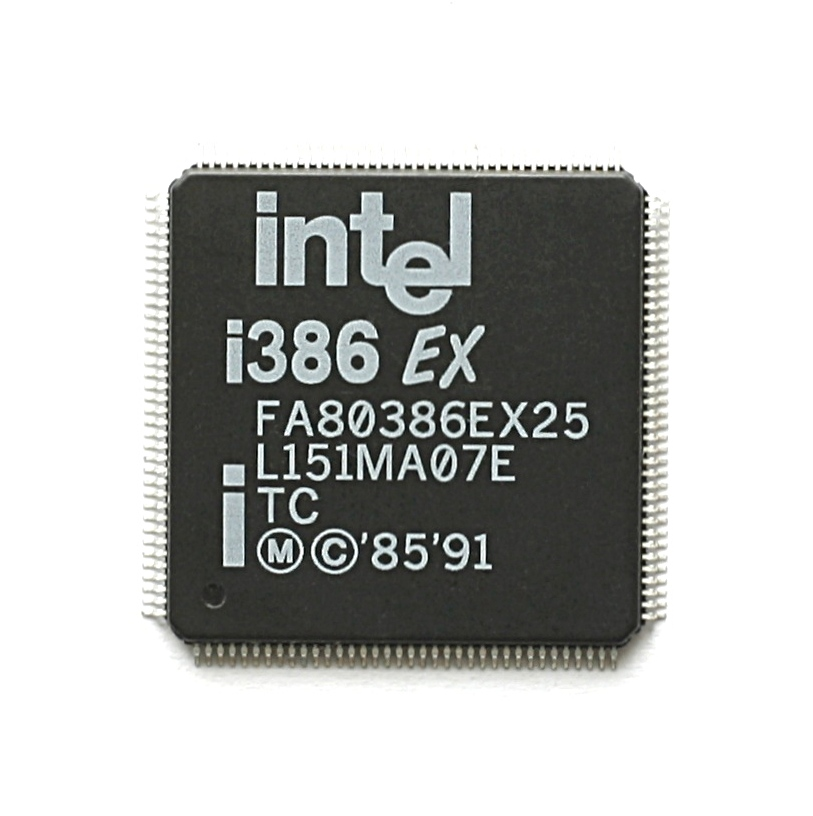 intel
i386 EX
FA80386EX25
L151MA07E
i TC
Ⓜ ©'85'91